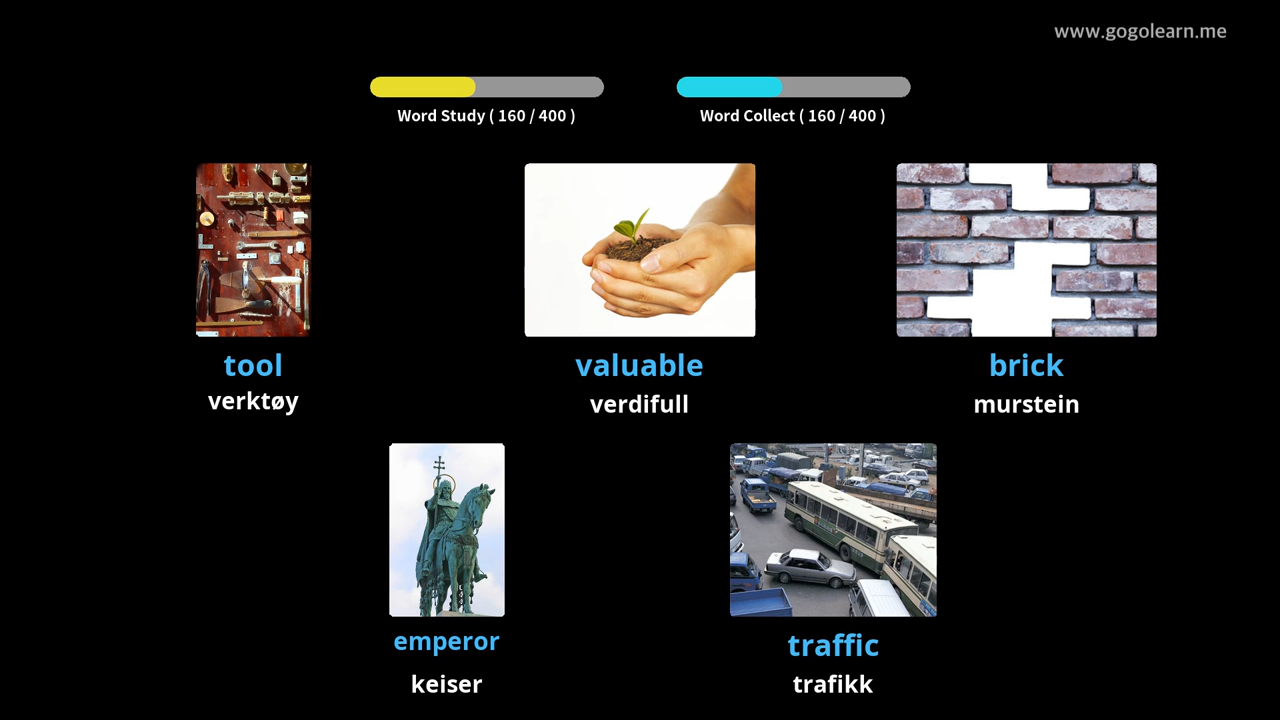 www.gogolearn.me
Word Study ( 160 / 400 )
Word Collect ( 160 / 400 )
tool
verktøy
valuable
verdifull
brick
murstein
emperor
keiser
traffic
trafikk